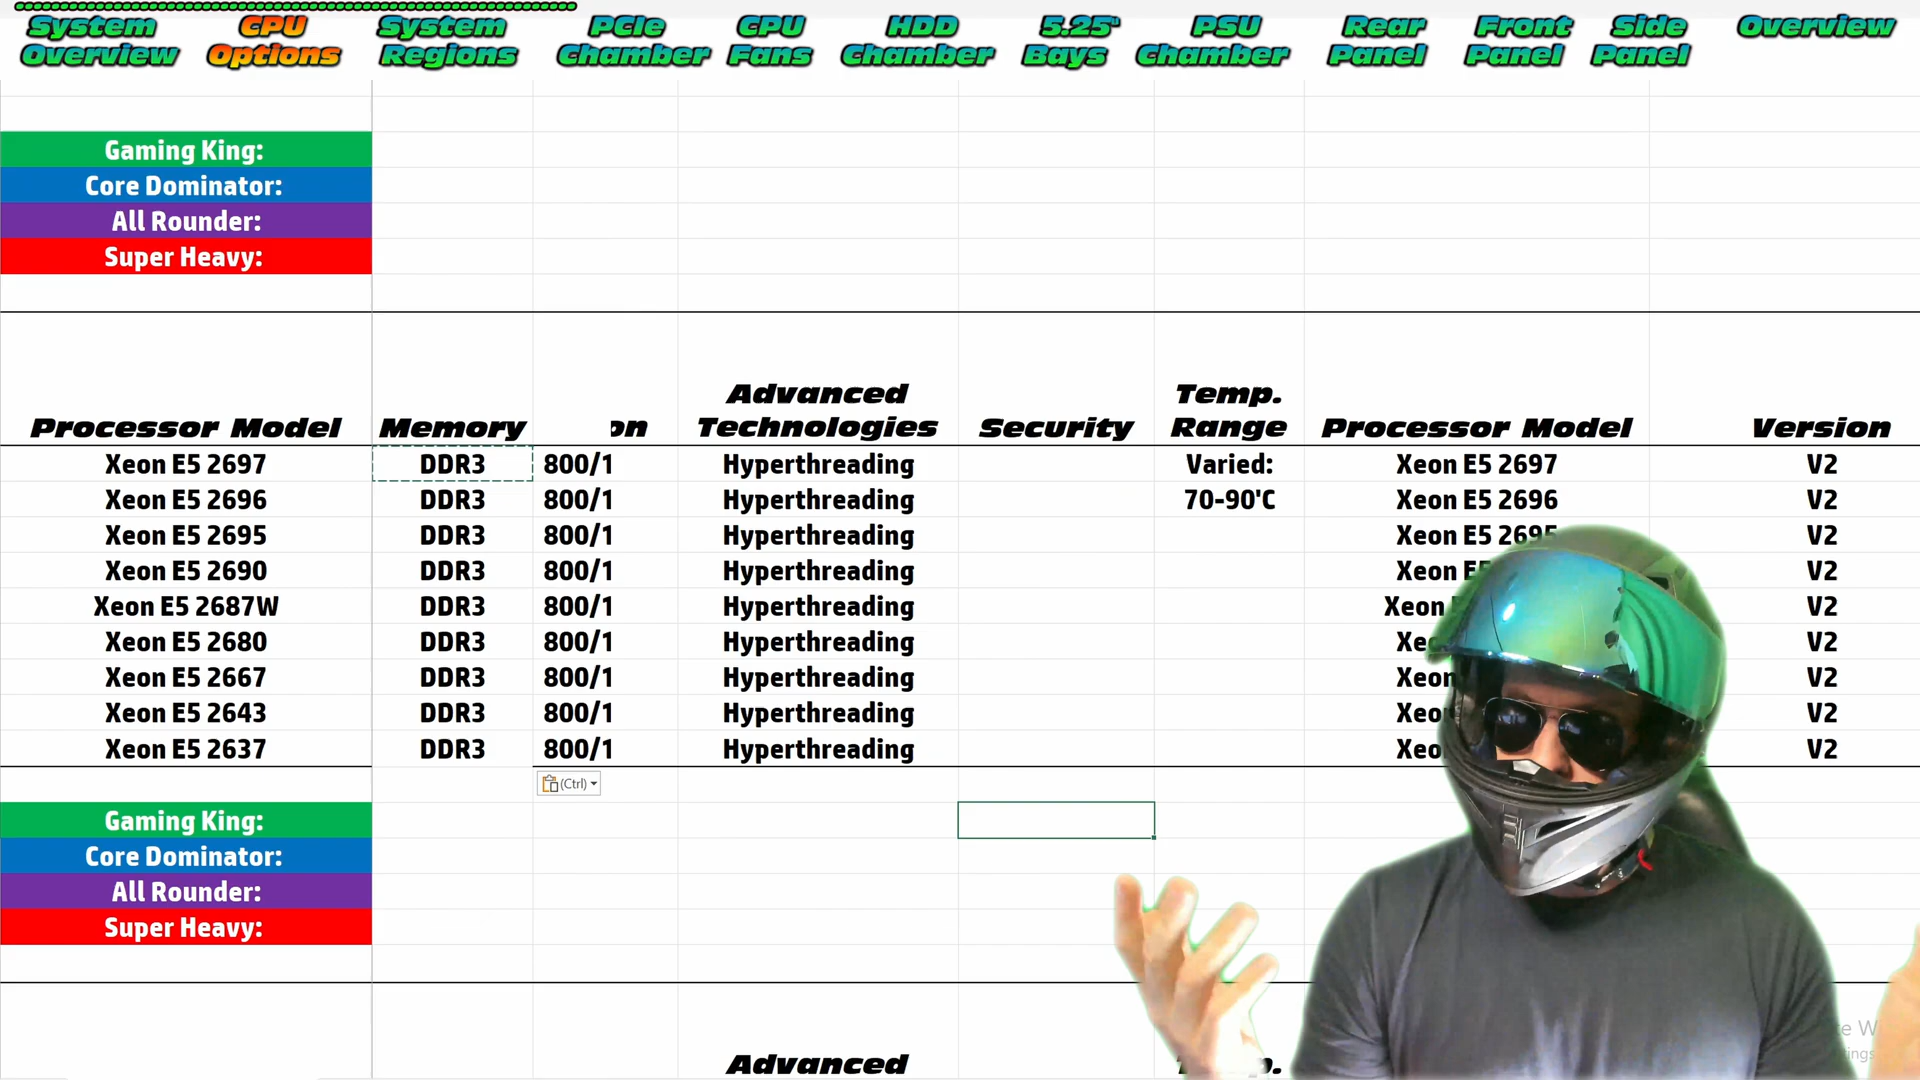 System Overview CPU Options System Regions PCIe Chamber CPU Fans HDD Chamber 5.25" Bays PSU Chamber Rear Panel Front Panel Side Panel Overview
Gaming King:
Core Dominator:
All Rounder:
Super Heavy:
Processor Model Memory on Advanced Technologies Security Temp. Range Processor Model Version
Xeon E5 2697 DDR3 800/1 Hyperthreading Varied: Xeon E5 2697 V2
Xeon E5 2696 DDR3 800/1 Hyperthreading 70-90'C Xeon E5 2696 V2
Xeon E5 2695 DDR3 800/1 Hyperthreading Xeon E5 2695 V2
Xeon E5 2690 DDR3 800/1 Hyperthreading Xeon V2
Xeon E5 2687W DDR3 800/1 Hyperthreading Xeon V2
Xeon E5 2680 DDR3 800/1 Hyperthreading V2
Xeon E5 2667 DDR3 800/1 Hyperthreading Xeon V2
Xeon E5 2643 DDR3 800/1 Hyperthreading V2
Xeon E5 2637 DDR3 800/1 Hyperthreading V2
(Ctrl)
Gaming King:
Core Dominator:
All Rounder:
Super Heavy:
Advanced